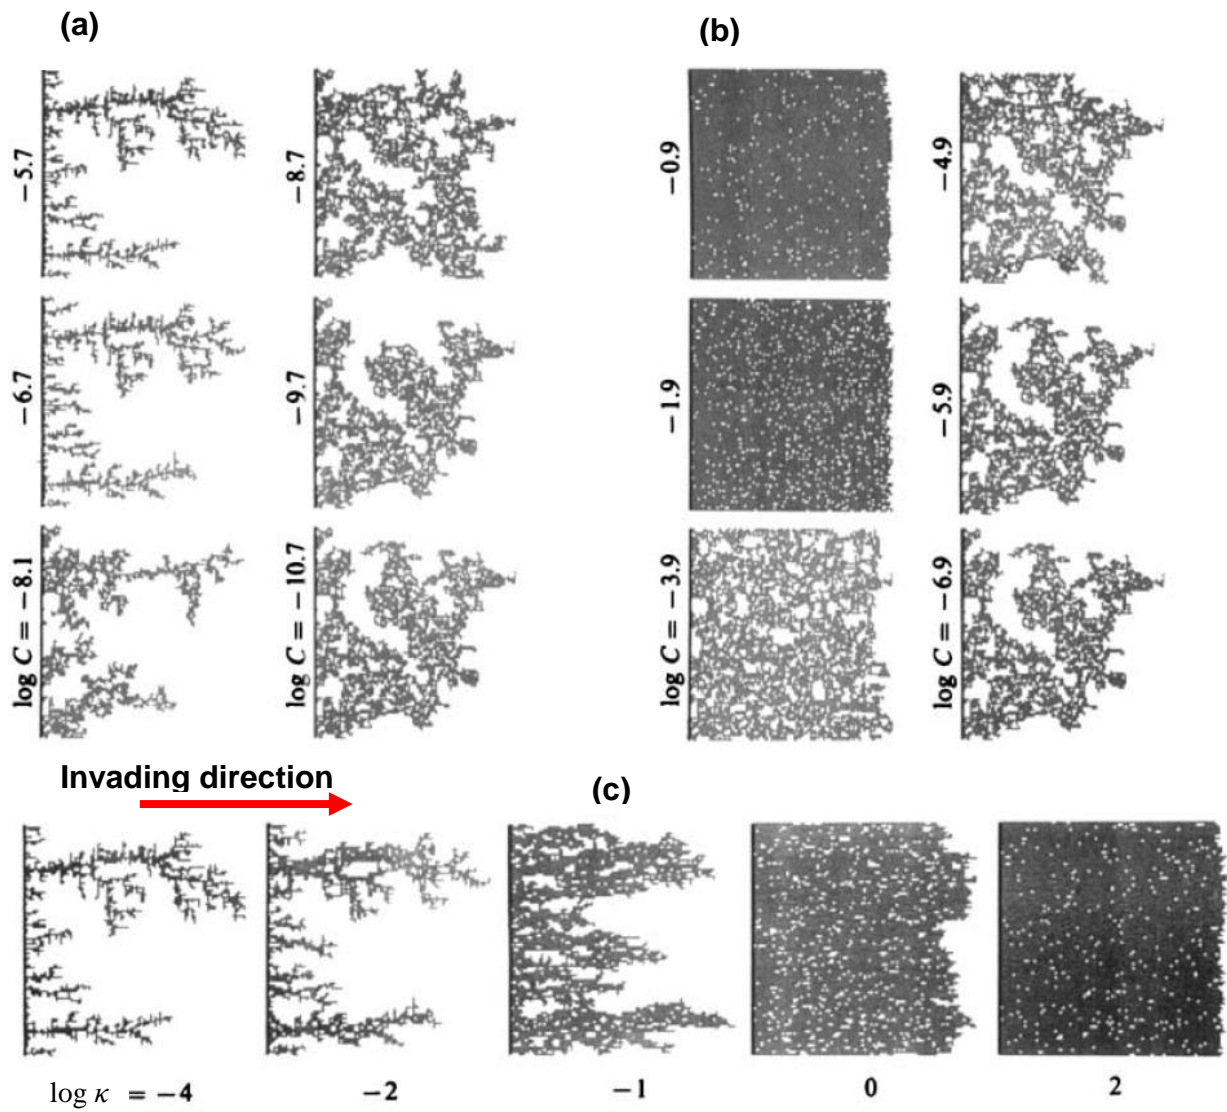 (a)
(b)
−5.7
−8.7
−0.9
−4.9
−6.7
−9.7
−1.9
−5.9
log C = −8.1
log C = −10.7
log C = −3.9
log C = −6.9
Invading direction
(c)
log κ = −4
−2
−1
0
2